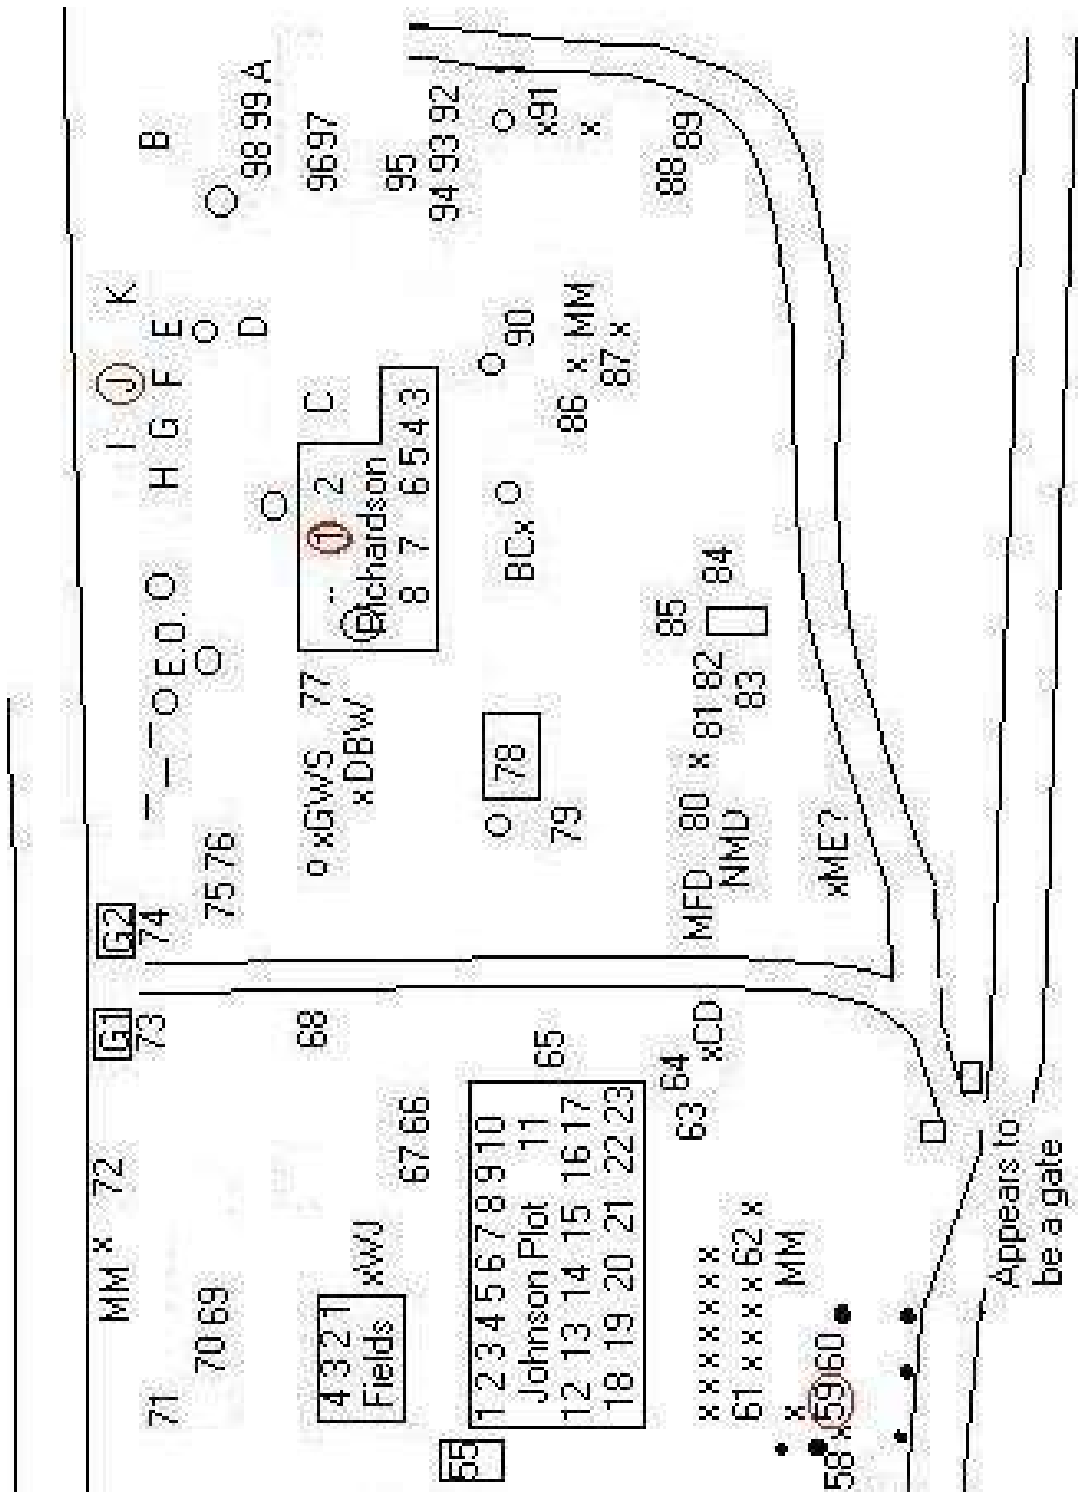 MM x 72 G1 G2 I J K
71 73 74 H G F E B
E.D.
70 69 75 76 D 98 99 A
68 xGWS 77 1 2 C 96 97
4 3 2 1
Fields xWJ xDBW Richardson
67 66 8 7 6 5 4 3 95
94 93 92
55
1 2 3 4 5 6 7 8 9 10
78 BCx 90
Johnson Plot 11
65 79 x91
12 13 14 15 16 17 86 x MM x
18 19 20 21 22 23 87 x
63 64 85 88 89
x x x x x x x x xCD MFD 80 x 81 82 84
61 x x x x x 62 x NMD 83
x MM
58 x 59 60 xME?
Appears to
be a gate